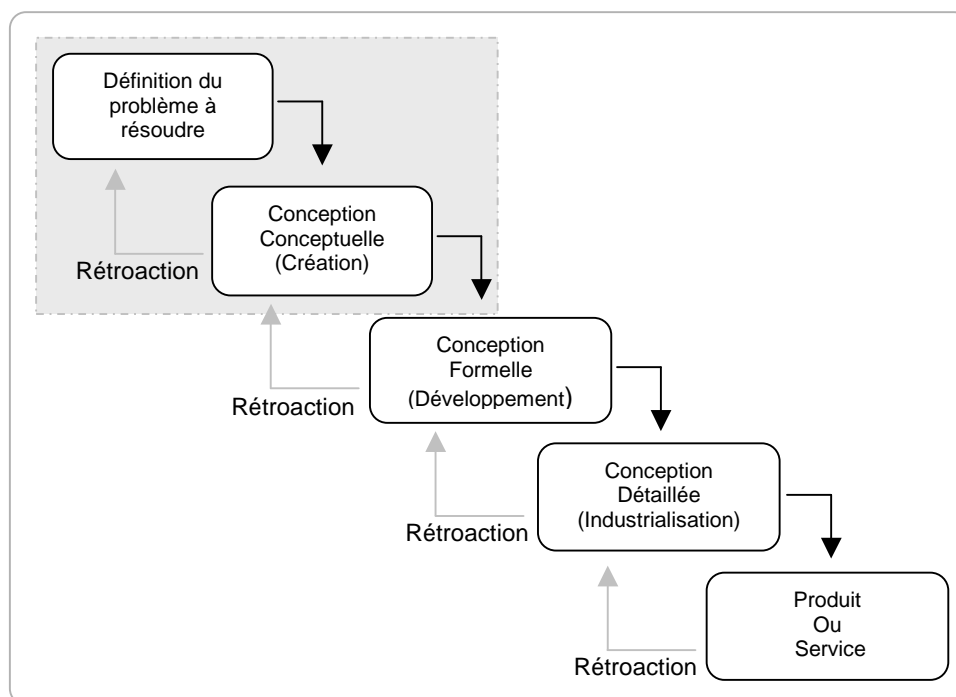 Définition du
problème à
résoudre
Conception
Conceptuelle
(Création)
Rétroaction
Conception
Formelle
(Développement)
Rétroaction
Conception
Détaillée
(Industrialisation)
Rétroaction
Produit
Ou
Service
Rétroaction